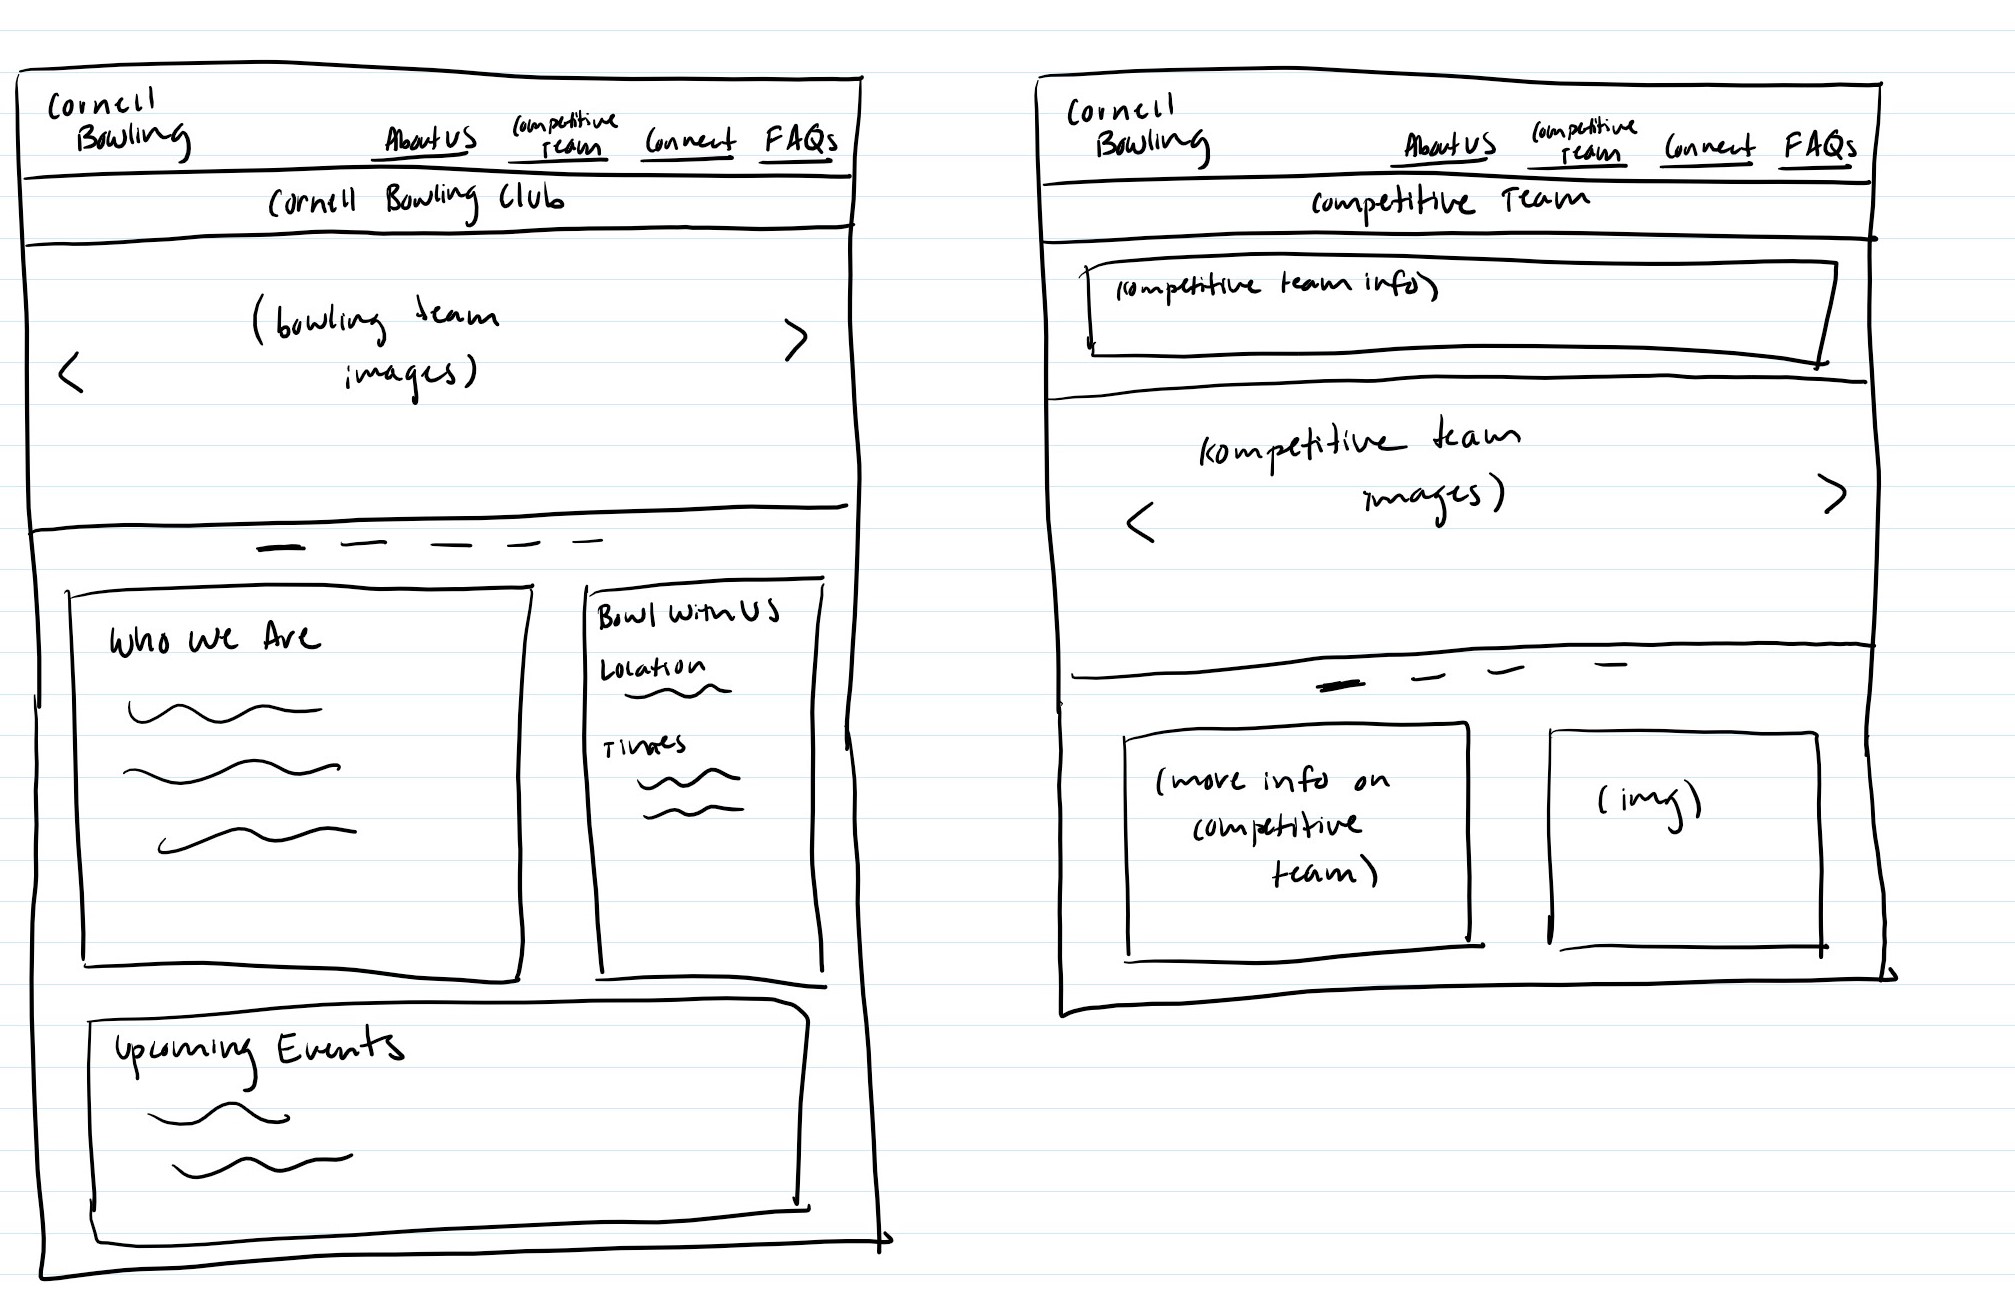 Cornell
Bowling
About US
Competitive
Team
Connect
FAQs
Cornell Bowling Club
(bowling team
images)
<
>
Who We Are
Bowl With US
Location
Times
Upcoming Events
Cornell
Bowling
About US
Competitive
Team
Connect
FAQs
Competitive Team
(competitive team info)
(competitive team
images)
<
>
(more info on
competitive
team)
(img)